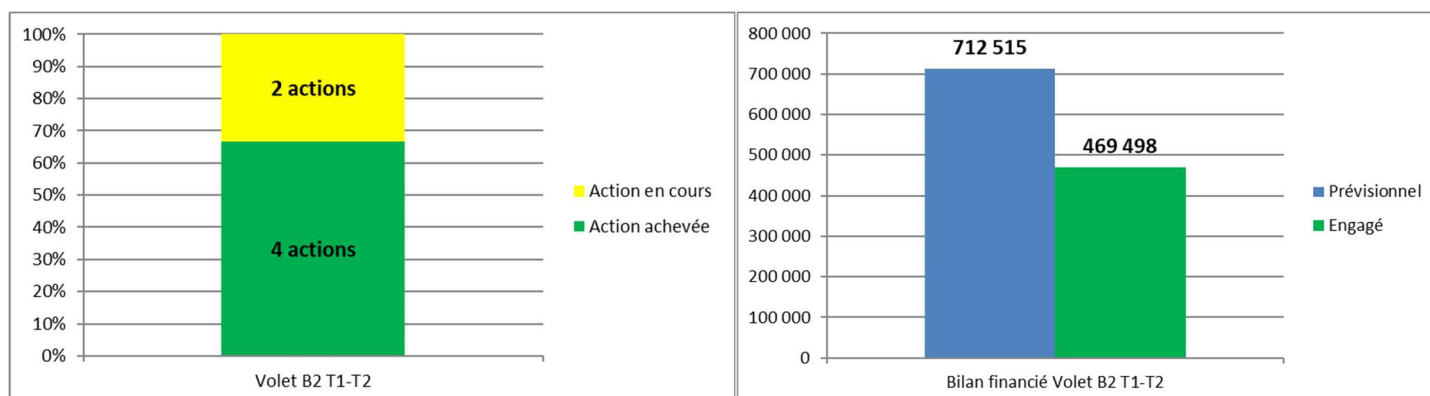 100%
90%
80%
70%
60%
50%
40%
30%
20%
10%
0%
2 actions
4 actions
Volet B2 T1-T2
Action en cours
Action achevée
800 000
700 000
600 000
500 000
400 000
300 000
200 000
100 000
0
712 515
469 498
Bilan financié Volet B2 T1-T2
Prévisionnel
Engagé